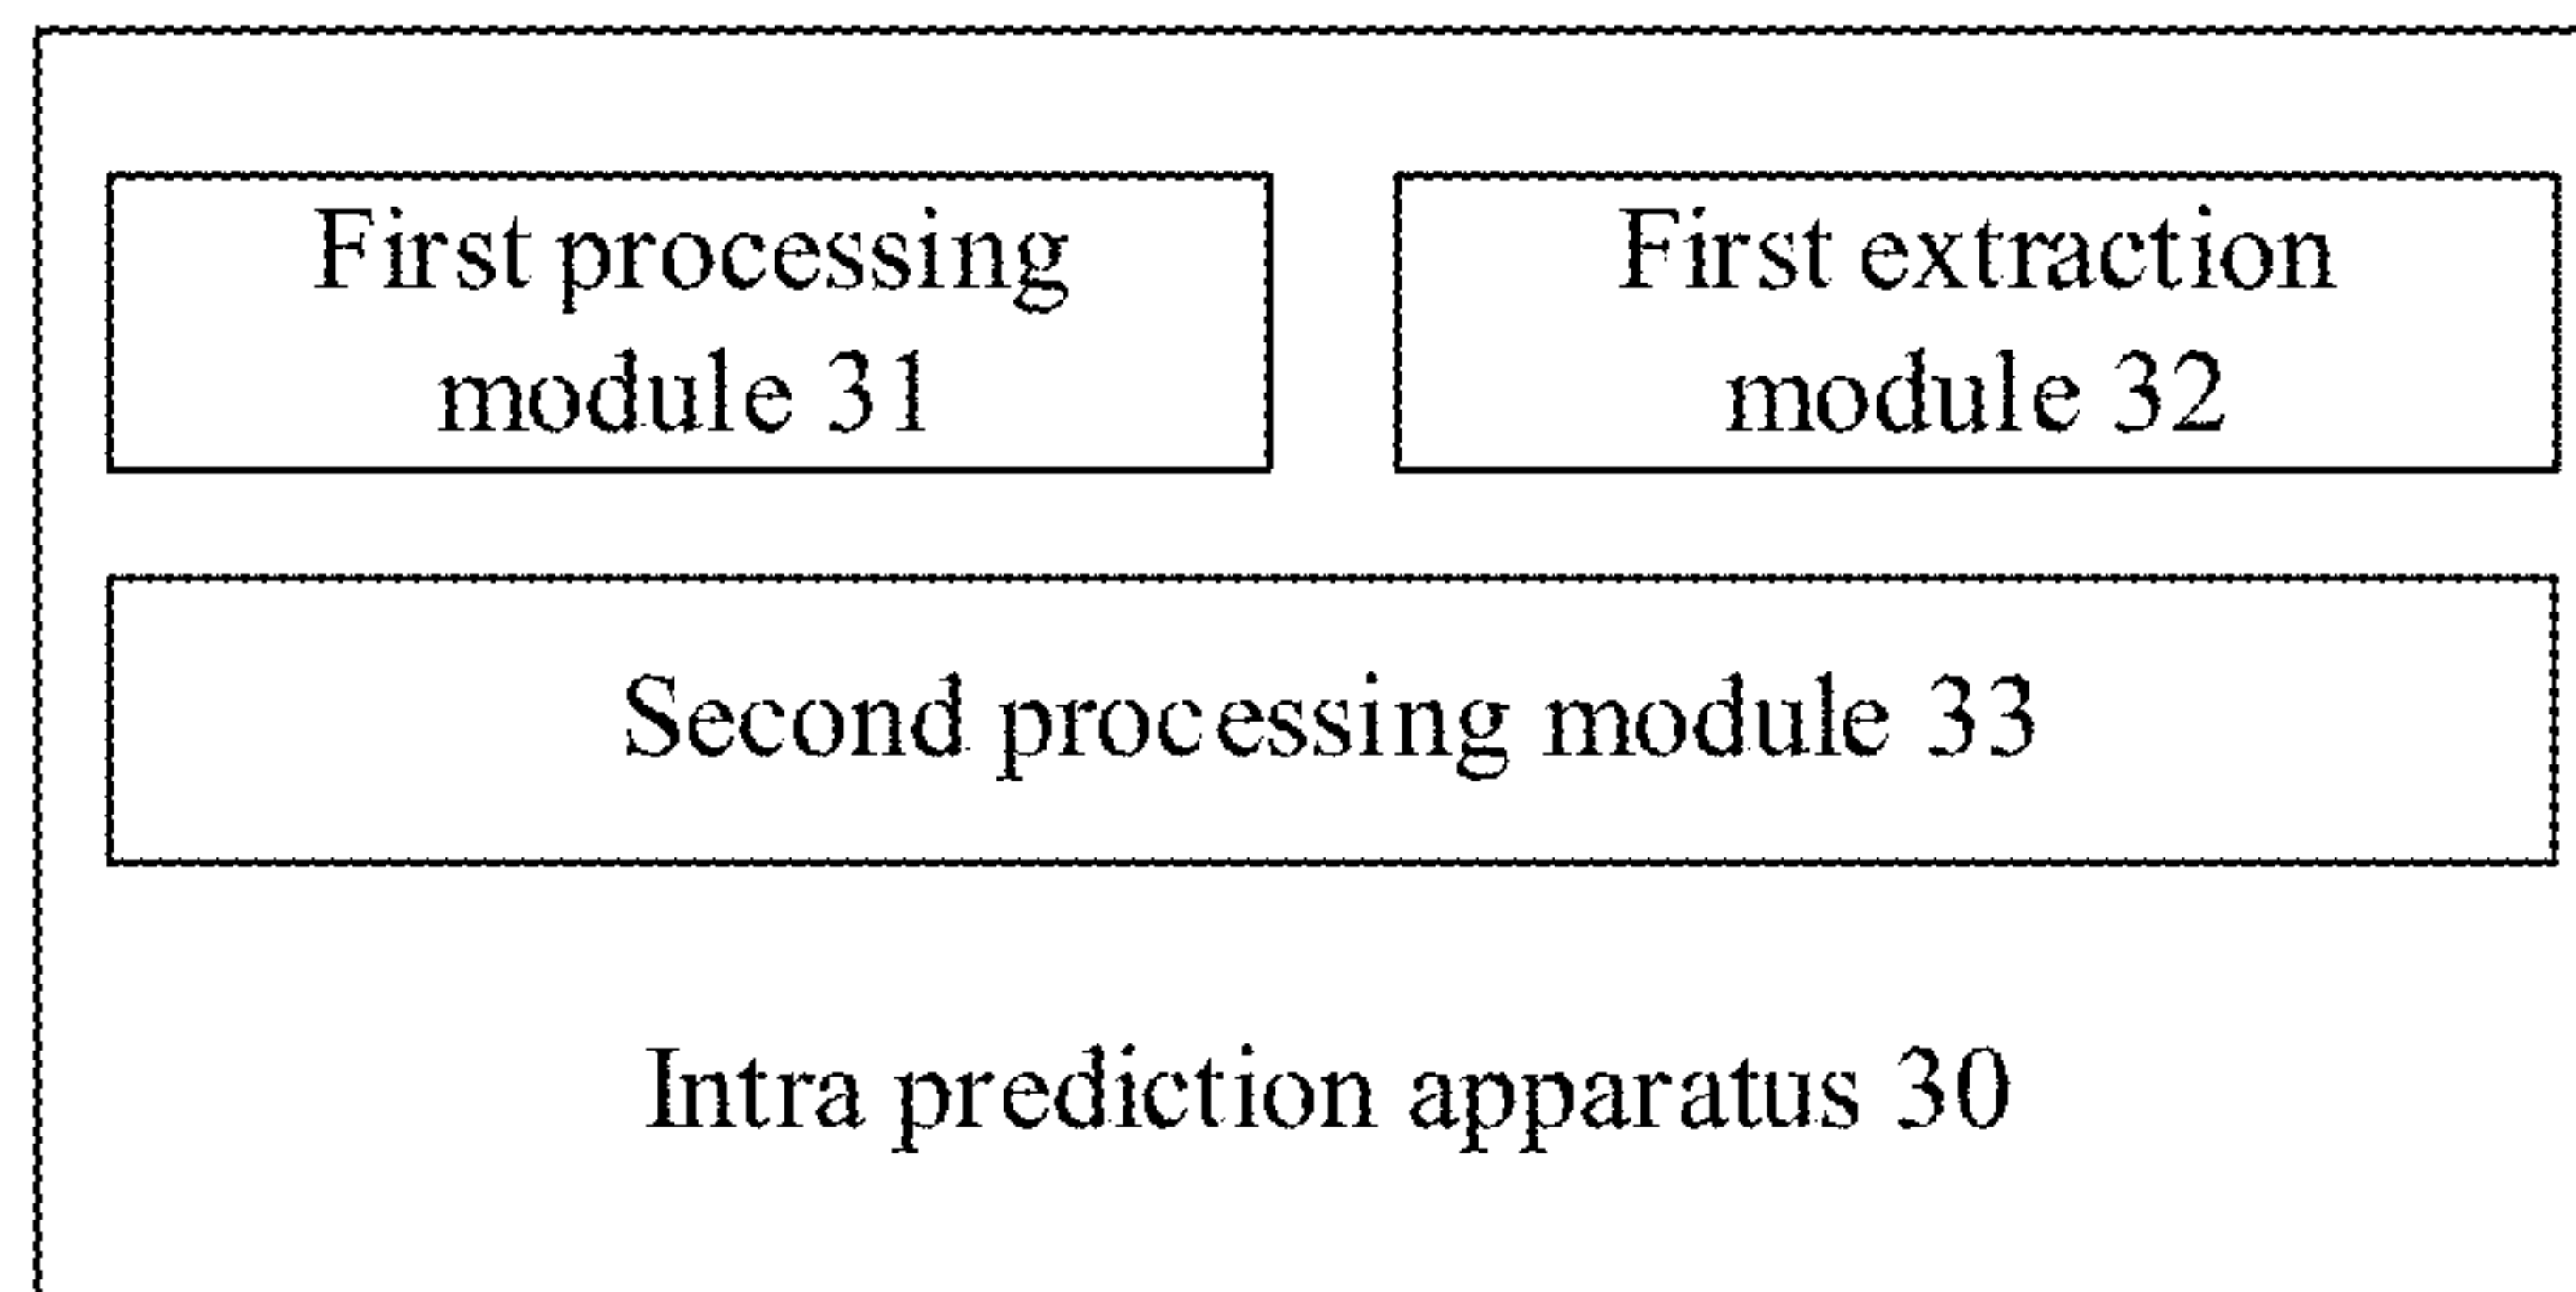 First processing
module 31
First extraction
module 32
Second processing module 33
Intra prediction apparatus 30